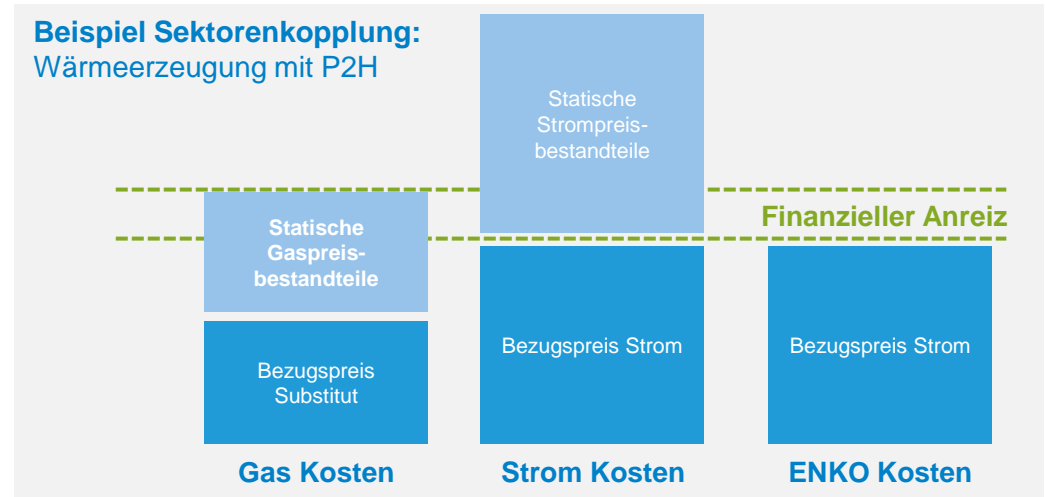 Beispiel Sektorenkopplung:
Wärmeerzeugung mit P2H
Statische
Strompreis-
bestandteile
Finanzieller Anreiz
Statische
Gaspreis-
bestandteile
Bezugspreis
Substitut
Bezugspreis Strom
Bezugspreis Strom
Gas Kosten
Strom Kosten
ENKO Kosten